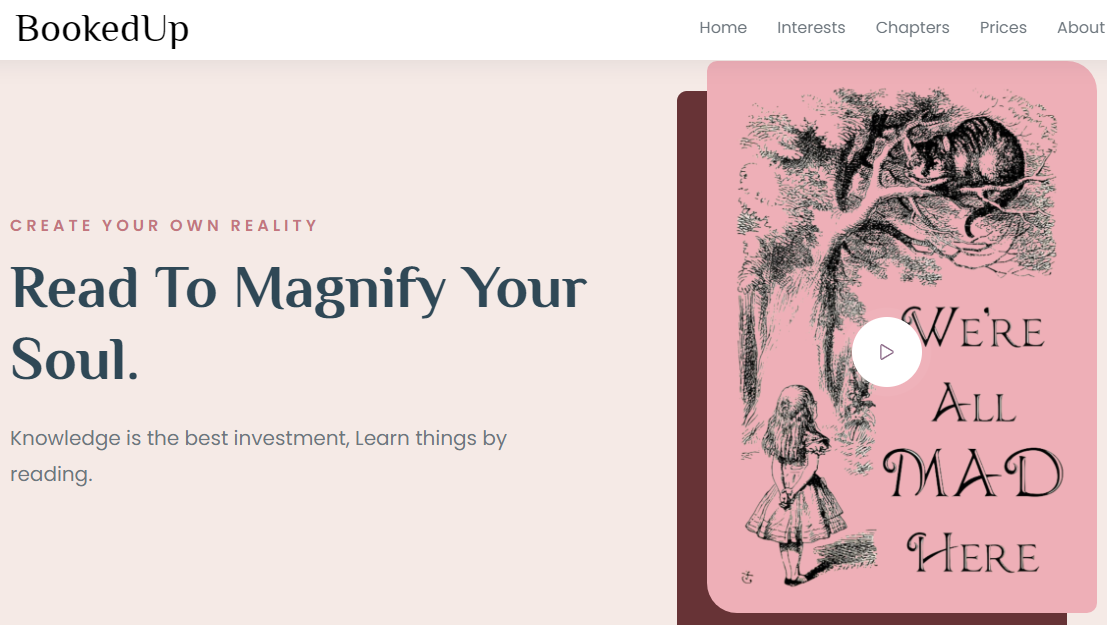 BookedUp
Home Interests Chapters Prices About
CREATE YOUR OWN REALITY
Read To Magnify Your
Soul.
Knowledge is the best investment, Learn things by
reading.
WE'RE
ALL
MAD
HERE